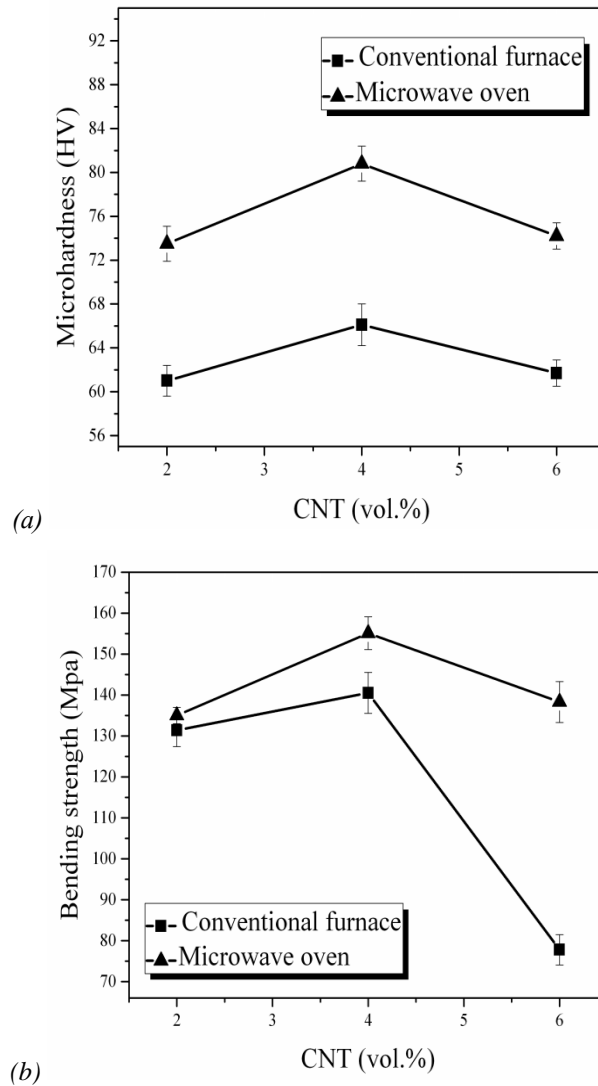 92
88
84
80
76
72
68
64
60
56
Microhardness (HV)
Conventional furnace
Microwave oven
2 3 4 5 6
CNT (vol.%)
(a)
170
160
150
140
130
120
110
100
90
80
70
Bending strength (Mpa)
Conventional furnace
Microwave oven
2 3 4 5 6
CNT (vol.%)
(b)